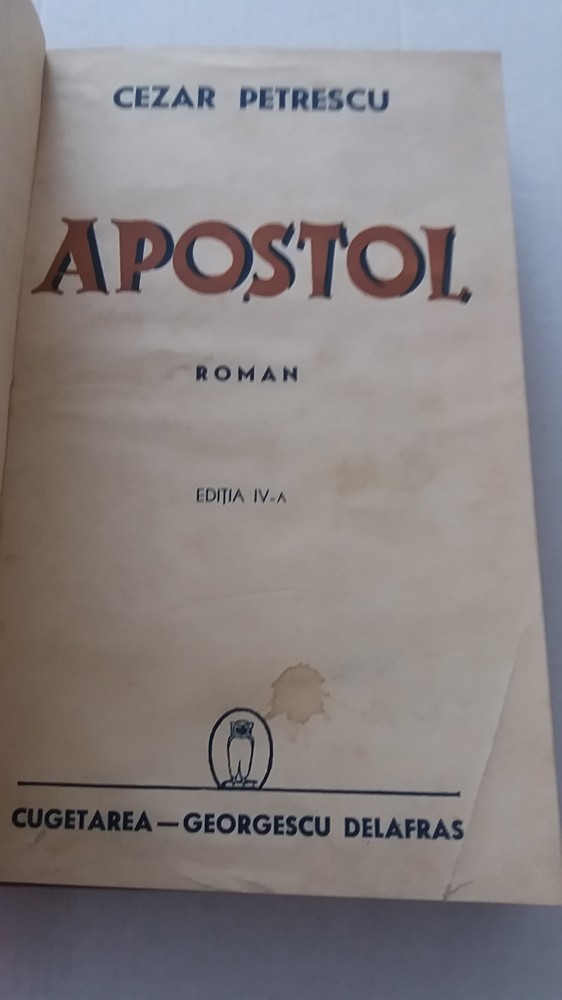 CEZAR PETRESCU
APOSTOL
ROMAN
EDIȚIA IV-A
CUGETAREA—GEORGESCU DELAFRAS